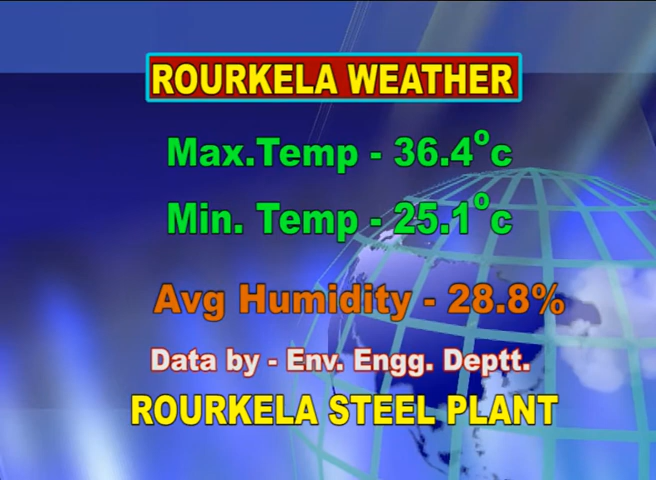 ROURKELA WEATHER
Max.Temp - 36.4°c
Min. Temp - 25.1°c
Avg Humidity - 28.8%
Data by - Env. Engg. Deptt.
ROURKELA STEEL PLANT